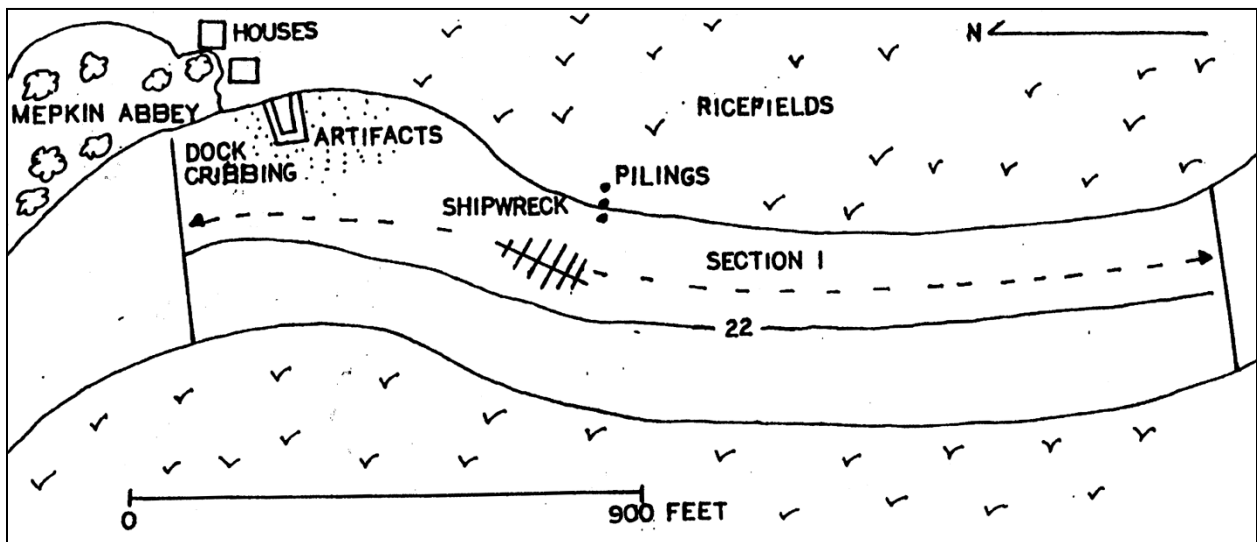 HOUSES
N
MEPKIN ABBEY
RICEFIELDS
ARTIFACTS
DOCK
CRIBBING
PILINGS
SHIPWRECK
SECTION I
22
0
900 FEET